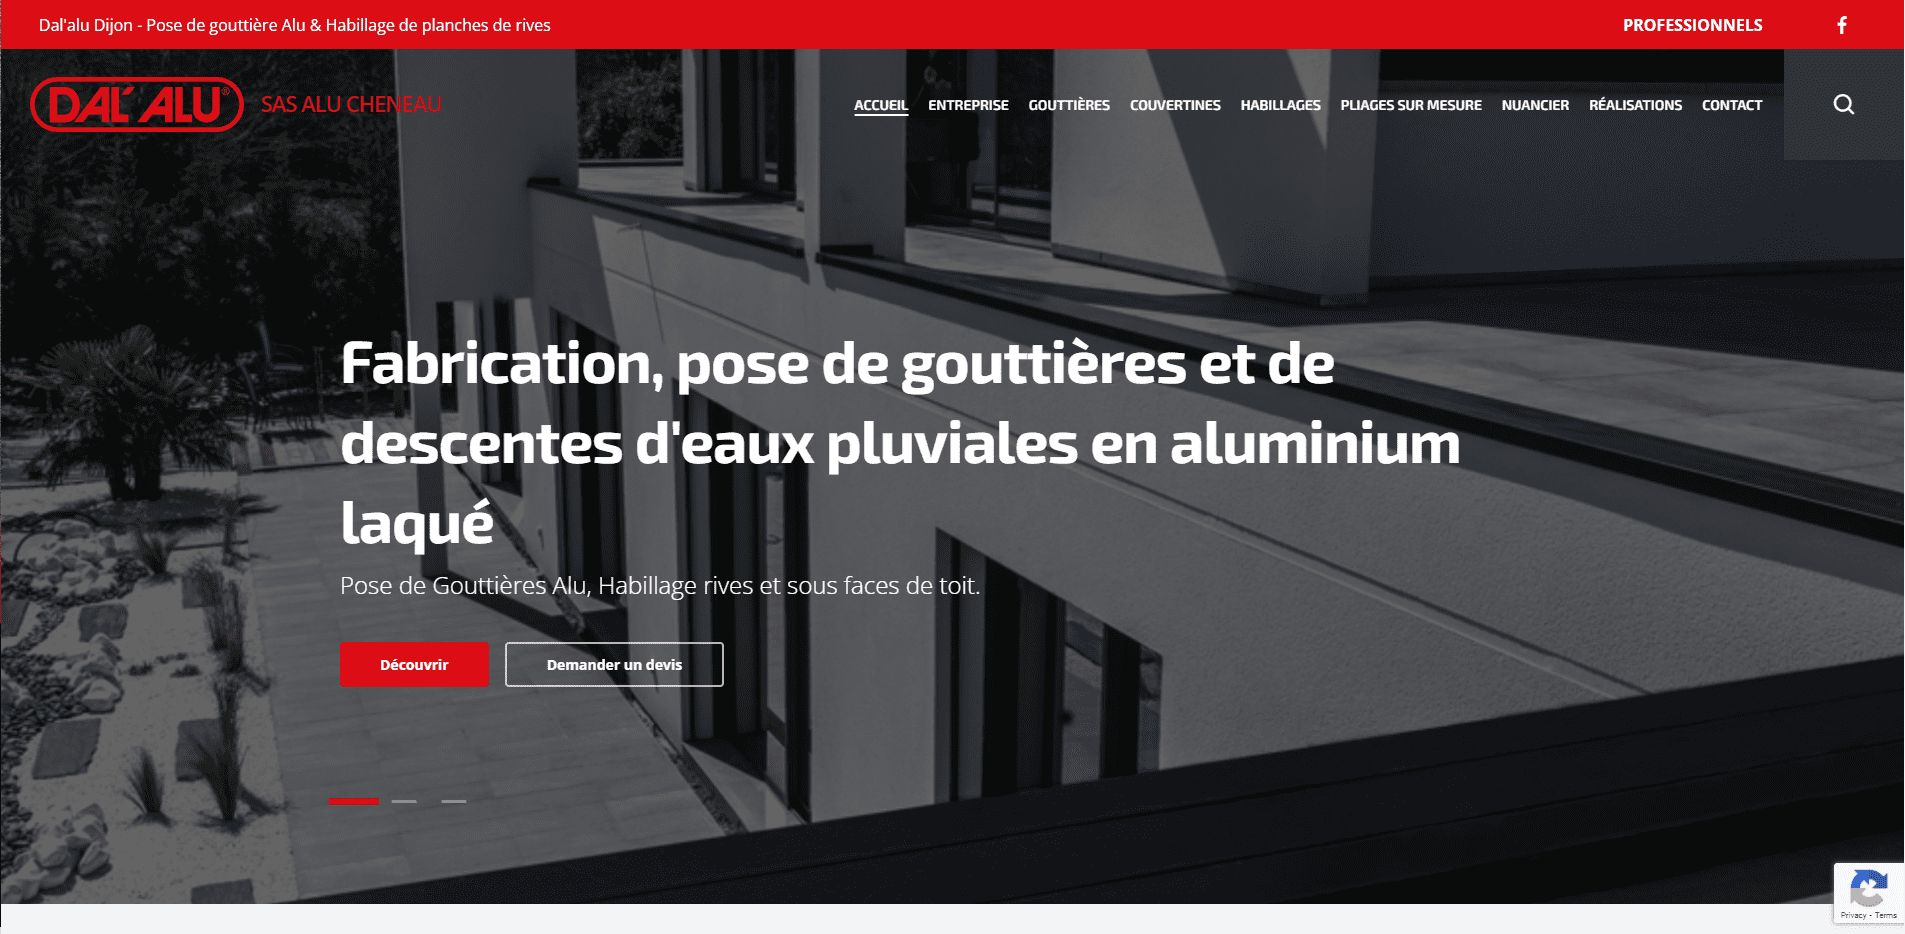 Dal'alu Dijon - Pose de gouttière Alu & Habillage de planches de rives
PROFESSIONNELS
DAL'ALU®
SAS ALU CHENEAU
ACCUEIL ENTREPRISE GOUTTIÈRES COUVERTINES HABILLAGES PLIAGES SUR MESURE NUANCIER RÉALISATIONS CONTACT
Fabrication, pose de gouttières et de
descentes d'eaux pluviales en aluminium
laqué
Pose de Gouttières Alu, Habillage rives et sous faces de toit.
Découvrir
Demander un devis
Privacy - Terms